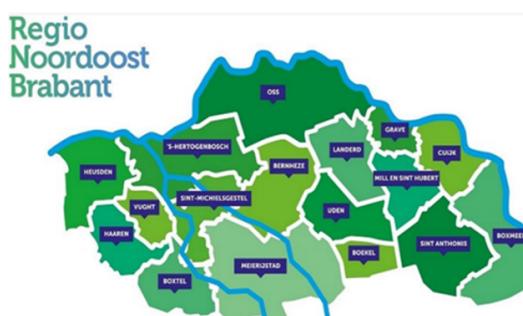 Regio
Noordoost
Brabant
OSS
GRAVE
'S-HERTOGENBOSCH
LANDERD
CUIJK
BERNHEZE
HEUSDEN
MILL EN SINT HUBERT
SINT-MICHIELSGESTEL
VUGHT
UDEN
HAAREN
BOXMEE
SINT ANTHONIS
BOEKEL
MEIERIJSTAD
BOXTEL